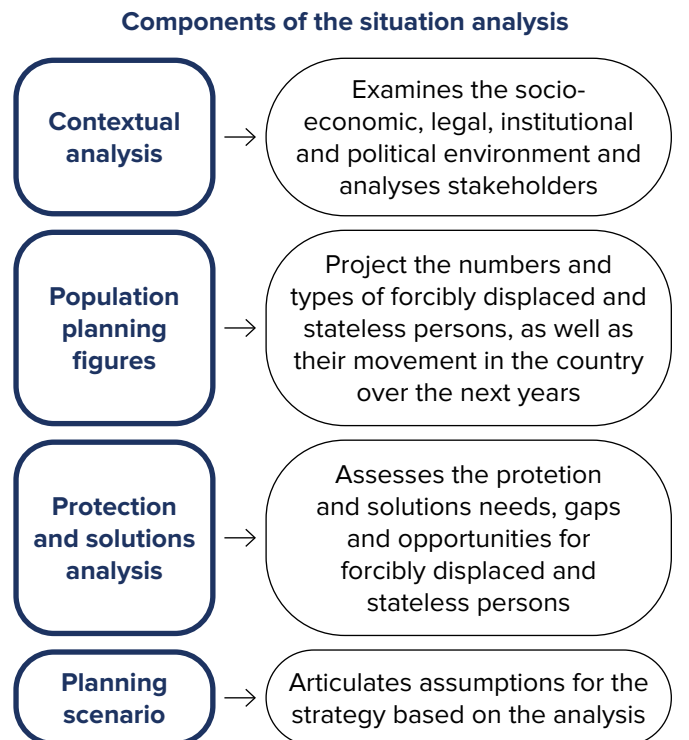 Components of the situation analysis
Contextual
analysis
Examines the socio-
economic, legal, institutional
and political environment and
analyses stakeholders
Population
planning
figures
Project the numbers and
types of forcibly displaced and
stateless persons, as well as
their movement in the country
over the next years
Protection
and solutions
analysis
Assesses the protetion
and solutions needs, gaps
and opportunities for
forcibly displaced and
stateless persons
Planning
scenario
Articulates assumptions for the
strategy based on the analysis